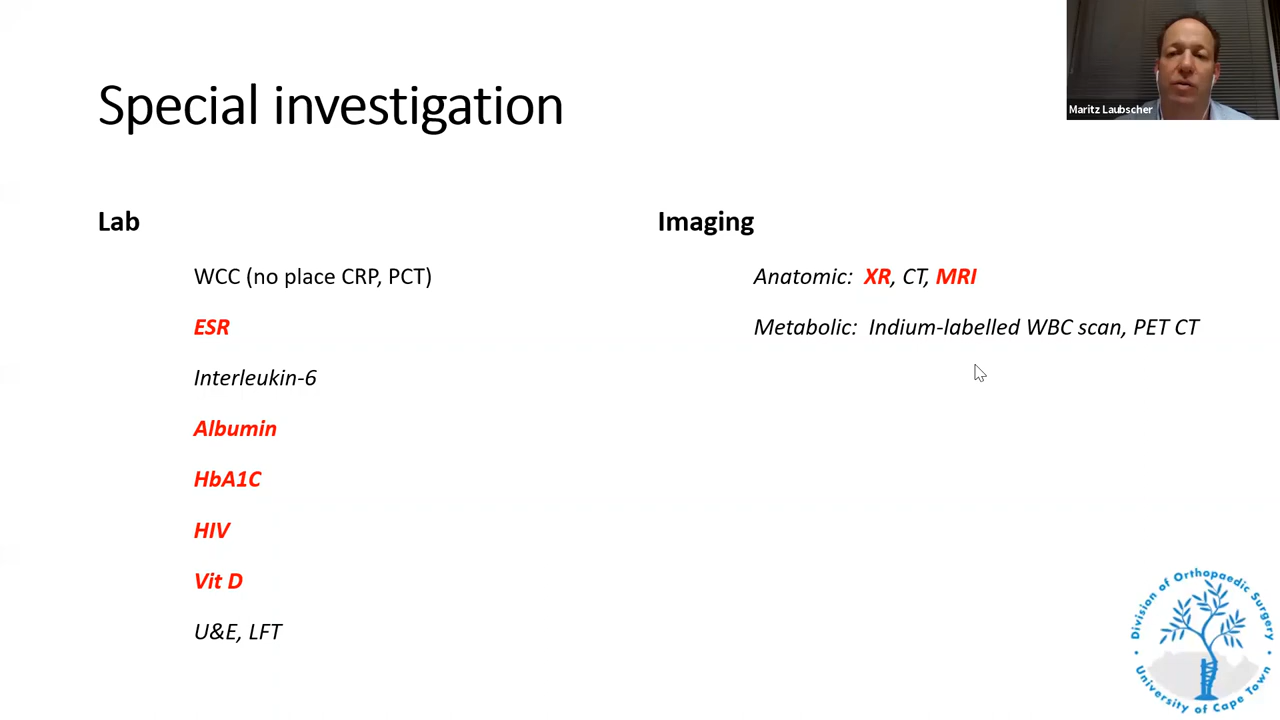 Maritz Laubscher
Special investigation
Lab
WCC (no place CRP, PCT)
ESR
Interleukin-6
Albumin
HbA1C
HIV
Vit D
U&E, LFT
Imaging
Anatomic: XR, CT, MRI
Metabolic: Indium-labelled WBC scan, PET CT
Division of Orthopaedic Surgery
University of Cape Town